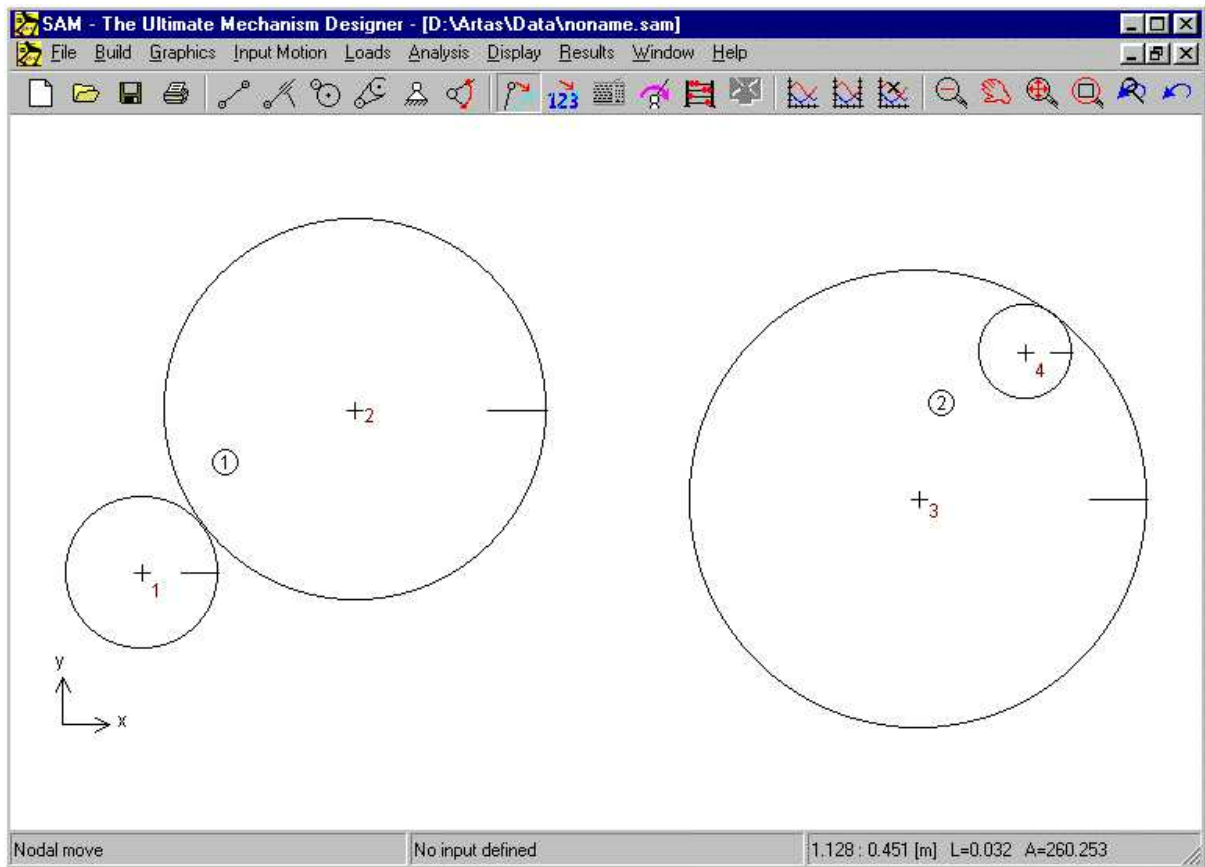 SAM - The Ultimate Mechanism Designer - [D:\Artas\Data\noname.sam]
File Build Graphics Input Motion Loads Analysis Display Results Window Help
123
4
2
2
1
3
1
y
x
Nodal move No input defined 1.128 : 0.451 [m] L=0.032 A=260.253